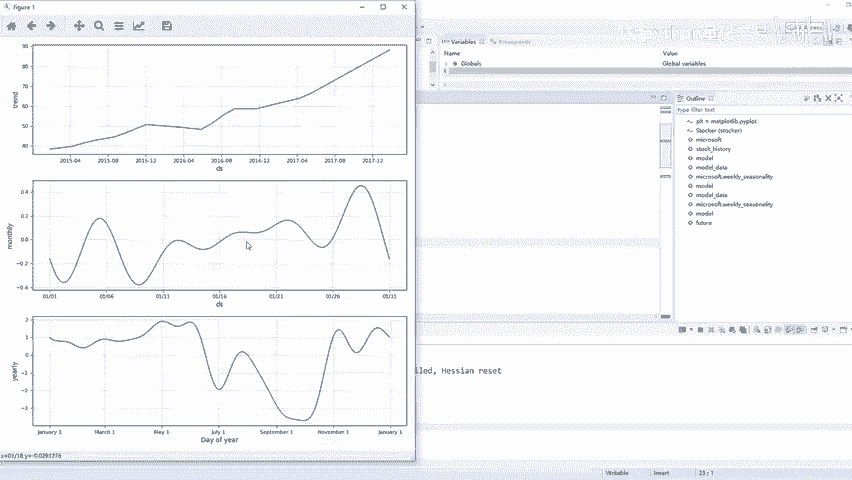 Figure 1
90
80
70
60
50
40
trend
2015-04 2015-08 2015-12 2016-04 2016-08 2016-12 2017-04 2017-08 2017-12
ds
0.4
0.2
0.0
−0.2
−0.4
monthly
01/01 01/06 01/11 01/16 01/21 01/26 01/31
ds
2
1
0
−1
−2
−3
yearly
January 1 March 1 May 1 July 1 September 1 November 1 January 1
Day of year
x=01/18 y=-0.0291716
Access
Variables Breakpoints
Name Value
Globals Global variables
Outline
type filter text
plt = matplotlib.pyplot
Stocker (stocker)
microsoft
stock_history
model
model_data
microsoft.weekly_seasonality
model
model_data
microsoft.weekly_seasonality
model
future
iled, Hessian reset
Writable Insert 23 : 1